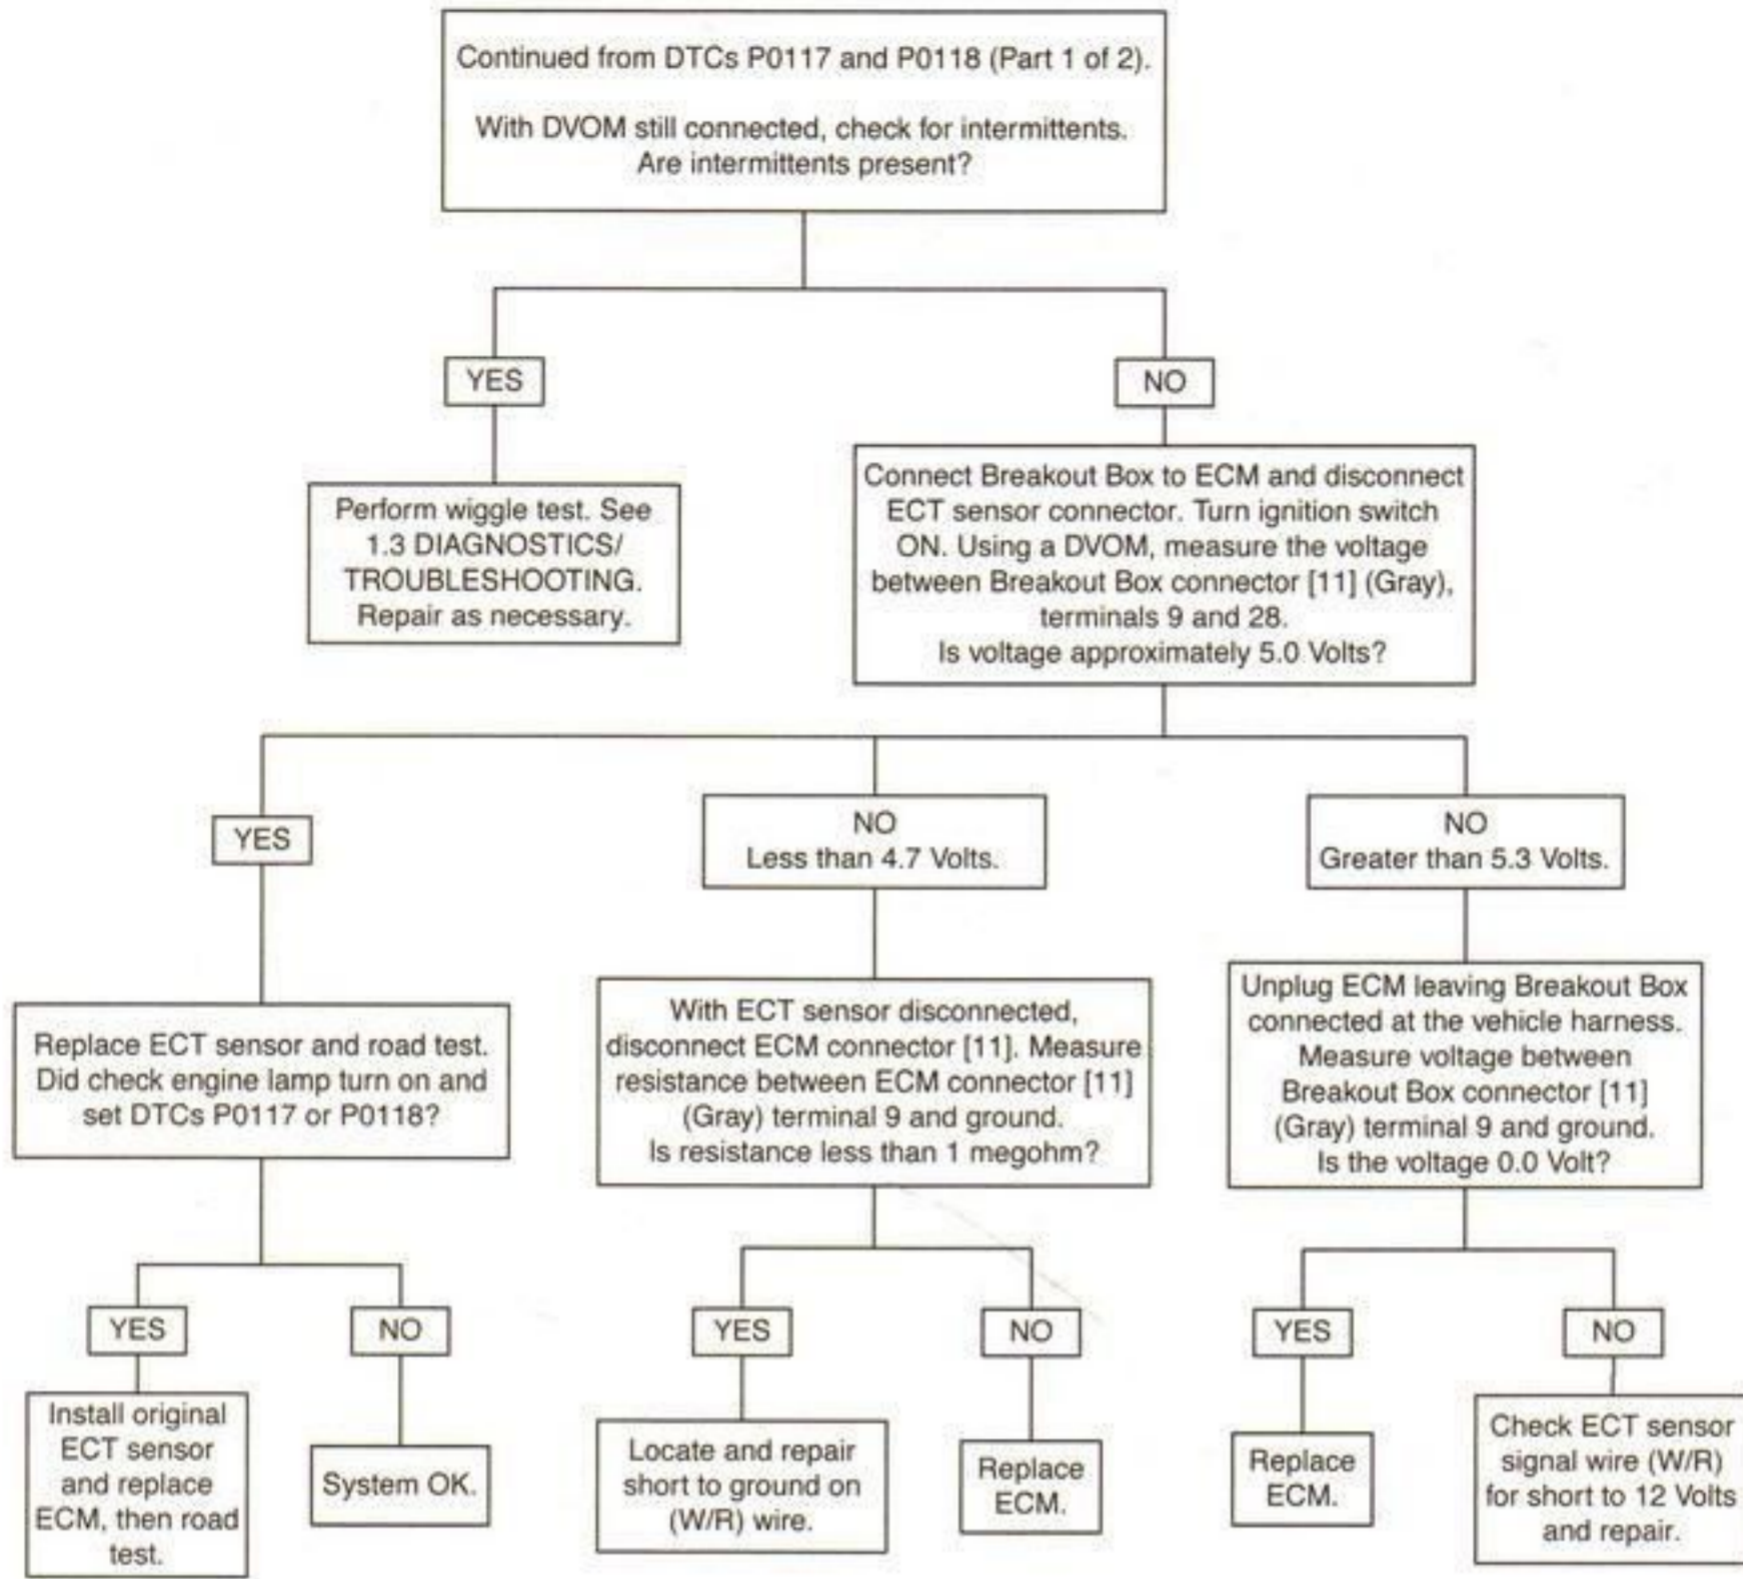 Continued from DTCs P0117 and P0118 (Part 1 of 2).
With DVOM still connected, check for intermittents.
Are intermittents present?
YES
NO
Perform wiggle test. See
1.3 DIAGNOSTICS/
TROUBLESHOOTING.
Repair as necessary.
Connect Breakout Box to ECM and disconnect
ECT sensor connector. Turn ignition switch
ON. Using a DVOM, measure the voltage
between Breakout Box connector [11] (Gray),
terminals 9 and 28.
Is voltage approximately 5.0 Volts?
YES
NO
Less than 4.7 Volts.
NO
Greater than 5.3 Volts.
Replace ECT sensor and road test.
Did check engine lamp turn on and
set DTCs P0117 or P0118?
With ECT sensor disconnected,
disconnect ECM connector [11]. Measure
resistance between ECM connector [11]
(Gray) terminal 9 and ground.
Is resistance less than 1 megohm?
Unplug ECM leaving Breakout Box
connected at the vehicle harness.
Measure voltage between
Breakout Box connector [11]
(Gray) terminal 9 and ground.
Is the voltage 0.0 Volt?
YES
NO
YES
NO
YES
NO
Install original
ECT sensor
and replace
ECM, then road
test.
System OK.
Locate and repair
short to ground on
(W/R) wire.
Replace
ECM.
Replace
ECM.
Check ECT sensor
signal wire (W/R)
for short to 12 Volts
and repair.